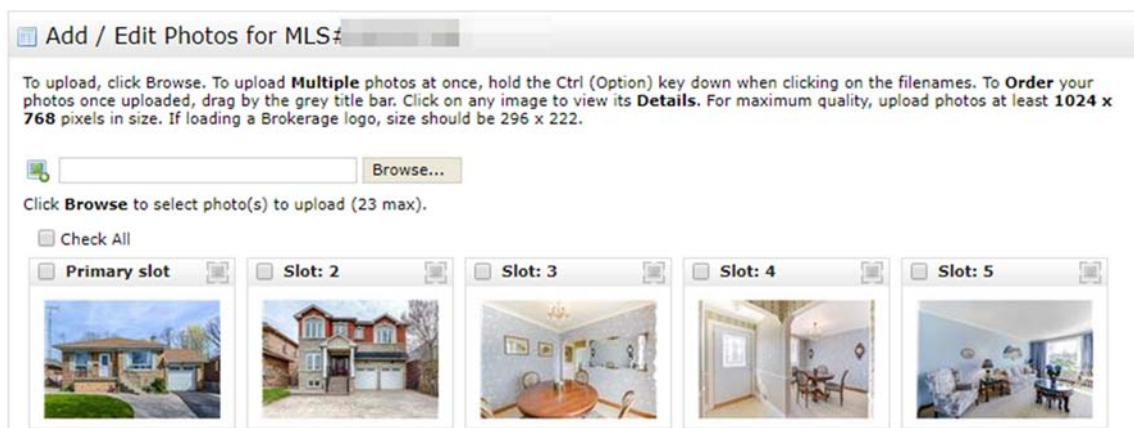 Add / Edit Photos for MLS#
To upload, click Browse. To upload Multiple photos at once, hold the Ctrl (Option) key down when clicking on the filenames. To Order your
photos once uploaded, drag by the grey title bar. Click on any image to view its Details. For maximum quality, upload photos at least 1024 x
768 pixels in size. If loading a Brokerage logo, size should be 296 x 222.
Browse...
Click Browse to select photo(s) to upload (23 max).
Check All
Primary slot Slot: 2 Slot: 3 Slot: 4 Slot: 5